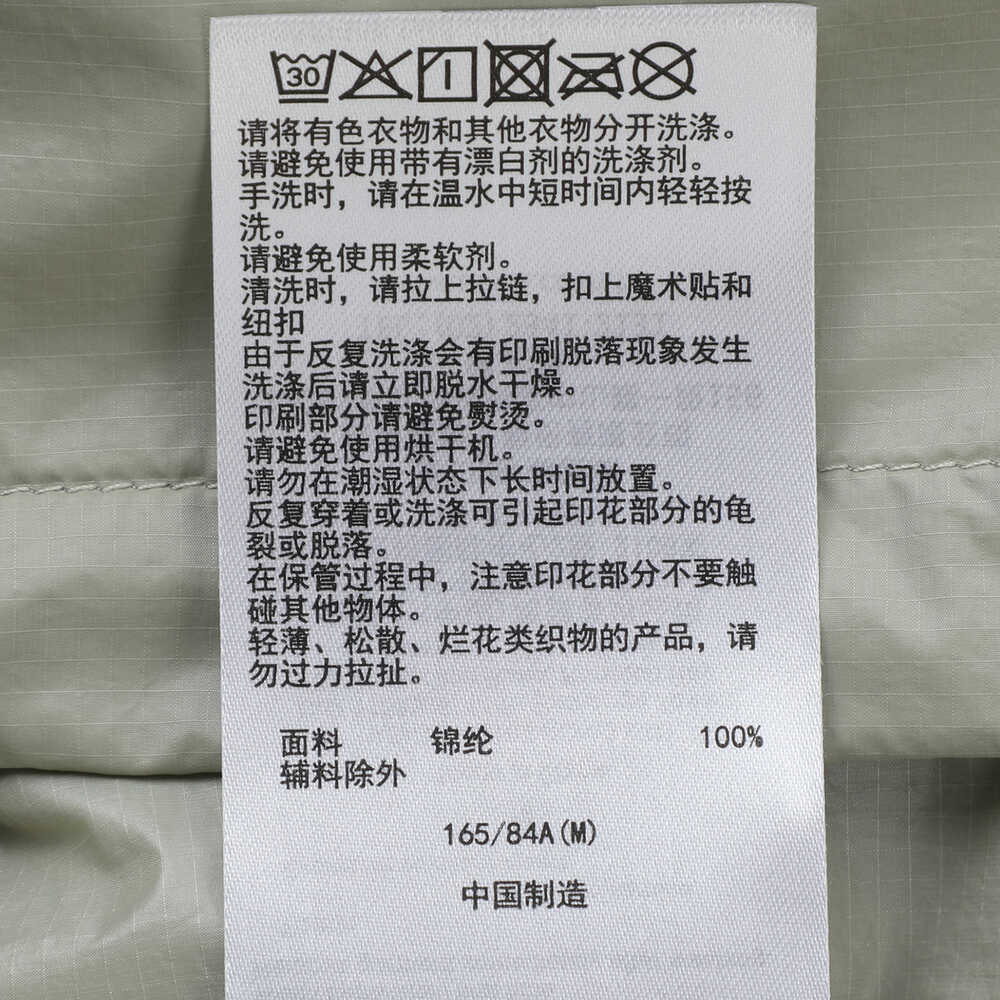 30
请将有色衣物和其他衣物分开洗涤。
请避免使用带有漂白剂的洗涤剂。
手洗时，请在温水中短时间内轻轻按
洗。
请避免使用柔软剂。
清洗时，请拉上拉链，扣上魔术贴和
纽扣
由于反复洗涤会有印刷脱落现象发生
洗涤后请立即脱水干燥。
印刷部分请避免熨烫。
请避免使用烘干机。
请勿在潮湿状态下长时间放置。
反复穿着或洗涤可引起印花部分的龟
裂或脱落。
在保管过程中，注意印花部分不要触
碰其他物体。
轻薄、松散、烂花类织物的产品，请
勿过力拉扯。
面料 锦纶 100%
辅料除外
165/84A(M)
中国制造